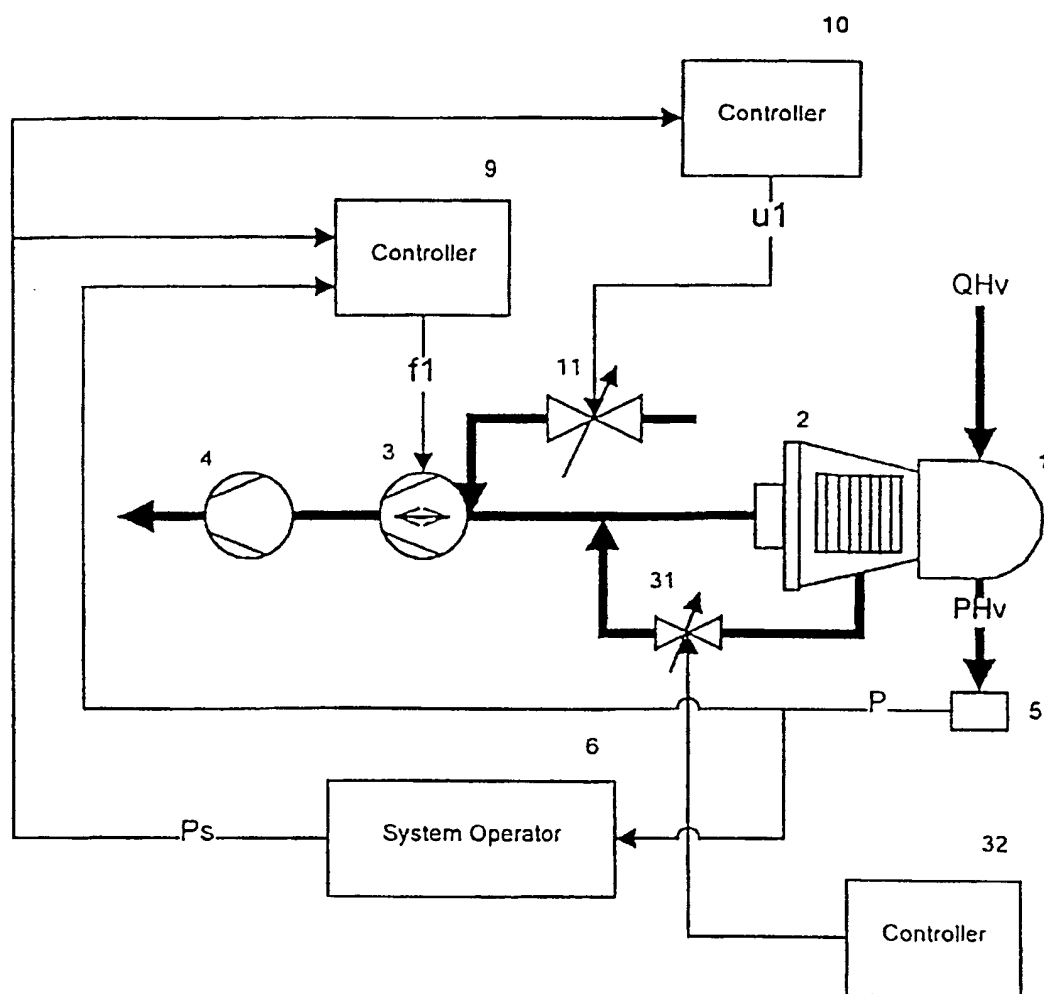 10
Controller
9
u1
Controller
QHv
f1
11
2
4
3
1
31
PHv
P
5
6
Ps
System Operator
32
Controller